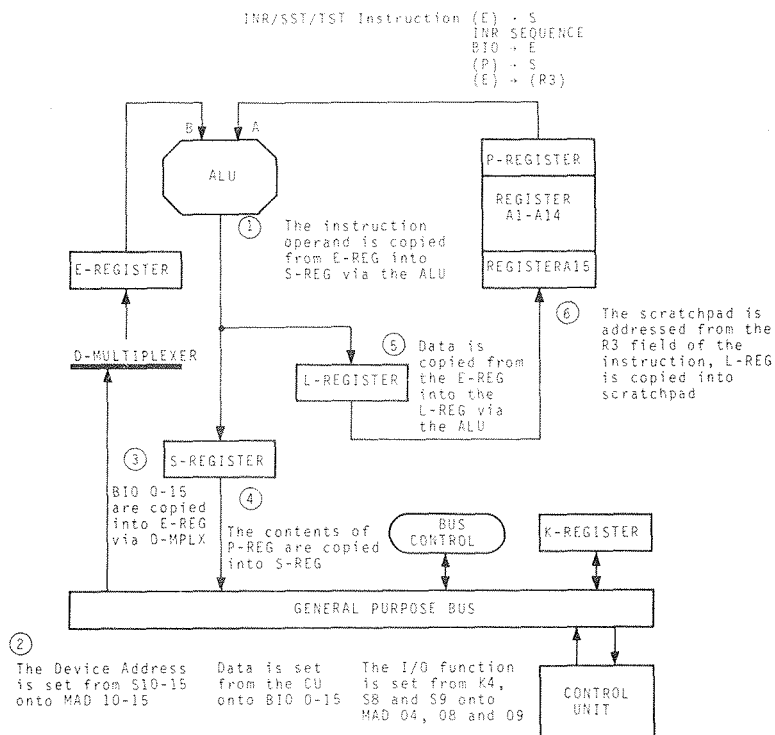 INR/SST/TST Instruction (E) → S
INR SEQUENCE
BIO → E
(P) → S
(E) → (R3)
B
A
ALU
P-REGISTER
REGISTER
A1-A14
REGISTERA15
1
The instruction
operand is copied
from E-REG into
S-REG via the ALU
E-REGISTER
D-MULTIPLEXER
5
Data is
copied from
the E-REG
into the
L-REG via
the ALU
L-REGISTER
6
The scratchpad is
addressed from the
R3 field of the
instruction, L-REG
is copied into
scratchpad
3
BIO 0-15
are copied
into E-REG
via D-MPLX
S-REGISTER
4
The contents of
P-REG are copied
into S-REG
BUS
CONTROL
K-REGISTER
GENERAL PURPOSE BUS
2
The Device Address
is set from S10-15
onto MAD 10-15
Data is set
from the CU
onto BIO 0-15
The I/O function
is set from K4,
S8 and S9 onto
MAD 04, 08 and 09
CONTROL
UNIT